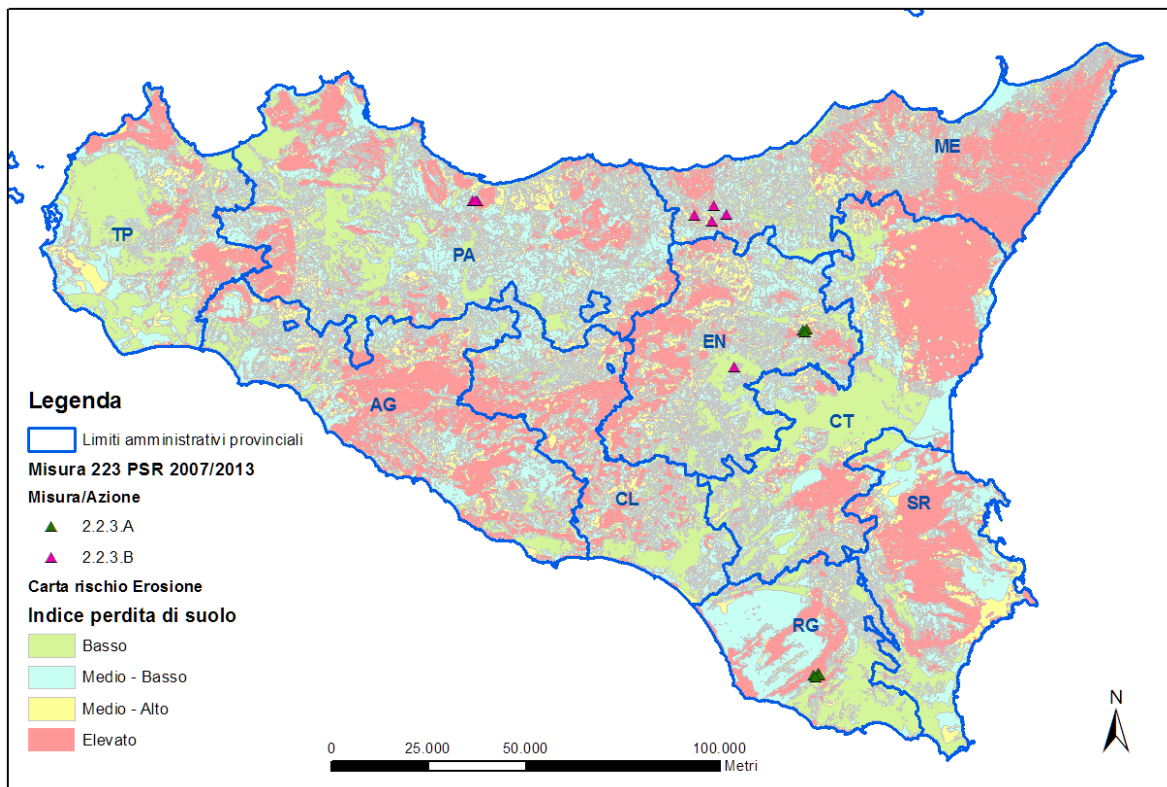 ME
TP
PA
EN
AG
CT
CL
SR
RG
Legenda
Limiti amministrativi provinciali
Misura 223 PSR 2007/2013
Misura/Azione
2.2.3.A
2.2.3.B
Carta rischio Erosione
Indice perdita di suolo
Basso
Medio - Basso
Medio - Alto
Elevato
0 25.000 50.000 100.000
Metri
N